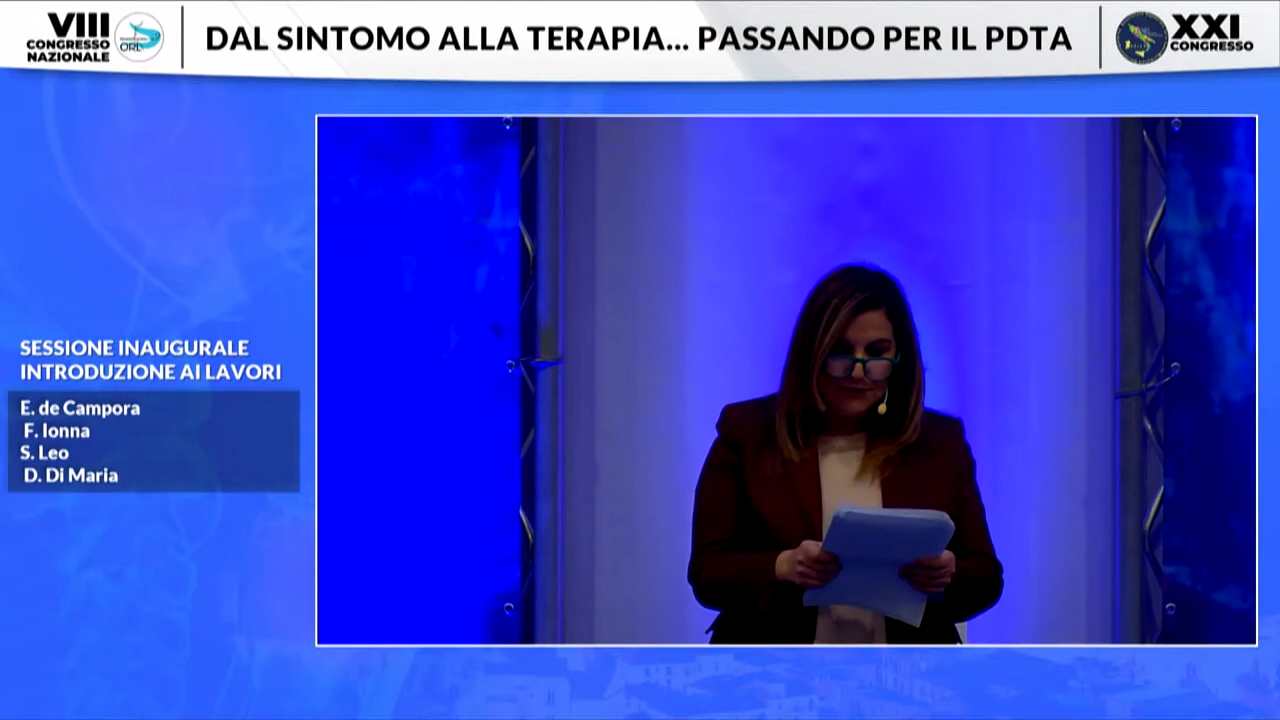 VIII
CONGRESSO
NAZIONALE
ORL
DAL SINTOMO ALLA TERAPIA... PASSANDO PER IL PDTA
XXI
CONGRESSO
SESSIONE INAUGURALE
INTRODUZIONE AI LAVORI
E. de Campora
F. Ionna
S. Leo
D. Di Maria